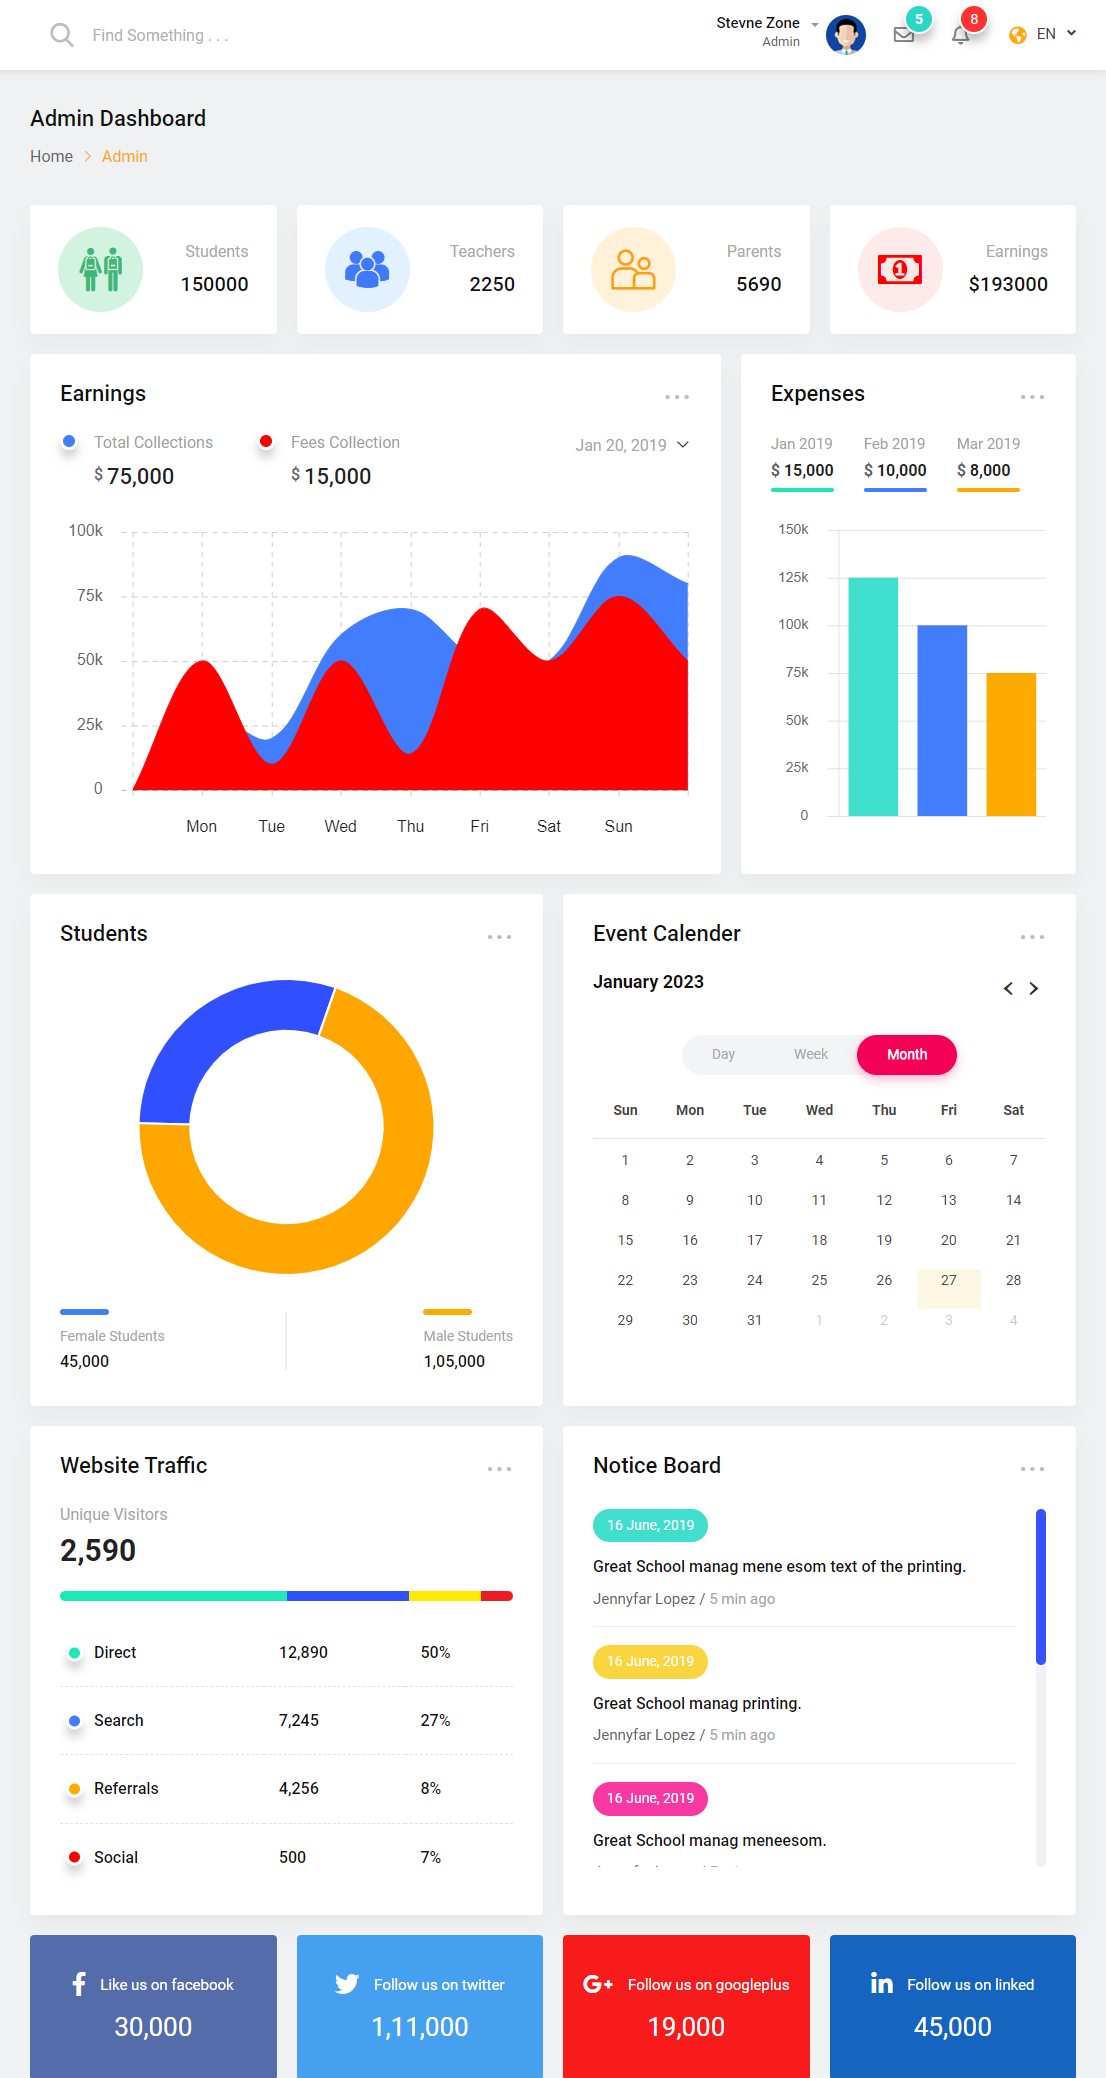 Find Something . . .
Stevne Zone
Admin
5
8
EN
Admin Dashboard
Home > Admin
Students
150000
Teachers
2250
Parents
5690
Earnings
$193000
Earnings
Total Collections
$ 75,000
Fees Collection
$ 15,000
Jan 20, 2019
100k
75k
50k
25k
0
Mon Tue Wed Thu Fri Sat Sun
Expenses
Jan 2019 Feb 2019 Mar 2019
$ 15,000 $ 10,000 $ 8,000
150k
125k
100k
75k
50k
25k
0
Students
Female Students
45,000
Male Students
1,05,000
Event Calender
January 2023
Day Week Month
Sun Mon Tue Wed Thu Fri Sat
1 2 3 4 5 6 7
8 9 10 11 12 13 14
15 16 17 18 19 20 21
22 23 24 25 26 27 28
29 30 31 1 2 3 4
Website Traffic
Unique Visitors
2,590
Direct 12,890 50%
Search 7,245 27%
Referrals 4,256 8%
Social 500 7%
Notice Board
16 June, 2019
Great School manag mene esom text of the printing.
Jennyfar Lopez / 5 min ago
16 June, 2019
Great School manag printing.
Jennyfar Lopez / 5 min ago
16 June, 2019
Great School manag meneesom.
Like us on facebook
30,000
Follow us on twitter
1,11,000
G+ Follow us on googleplus
19,000
in Follow us on linked
45,000